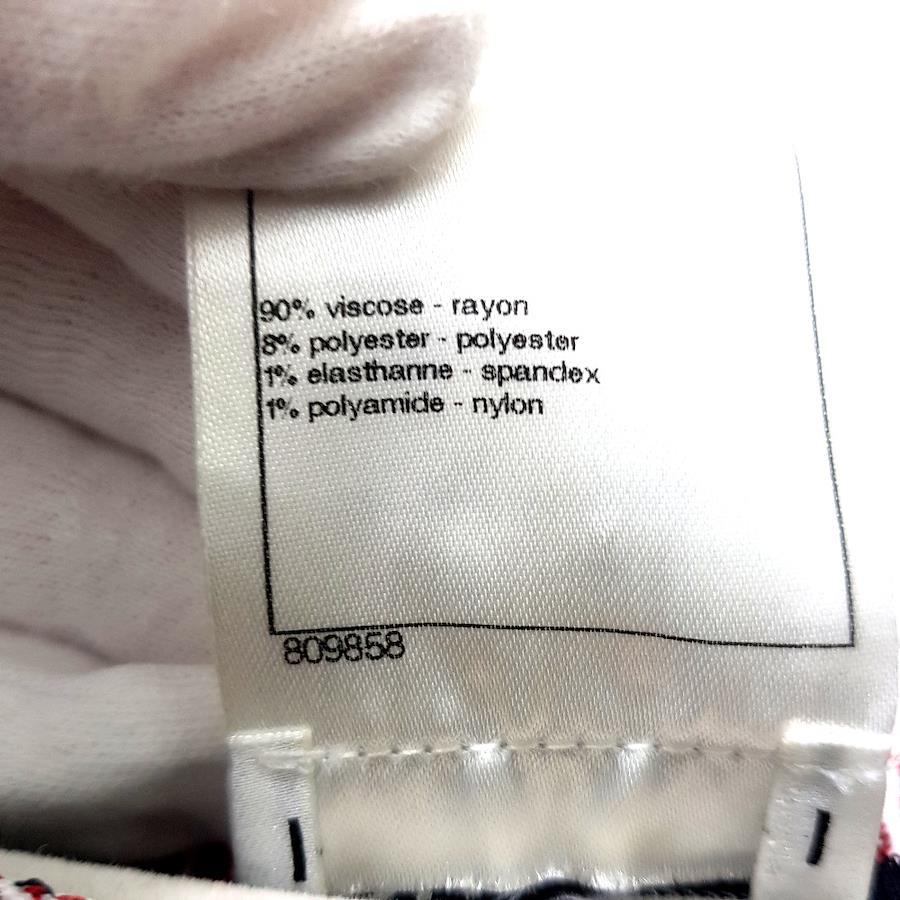 90% viscose - rayon
8% polyester - polyester
1% elasthanne - spandex
1% polyamide - nylon
809858